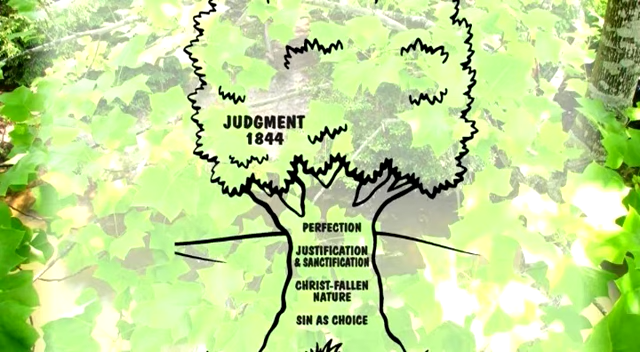 JUDGMENT
1844
PERFECTION
JUSTIFICATION
& SANCTIFICATION
CHRIST-FALLEN
NATURE
SIN AS CHOICE